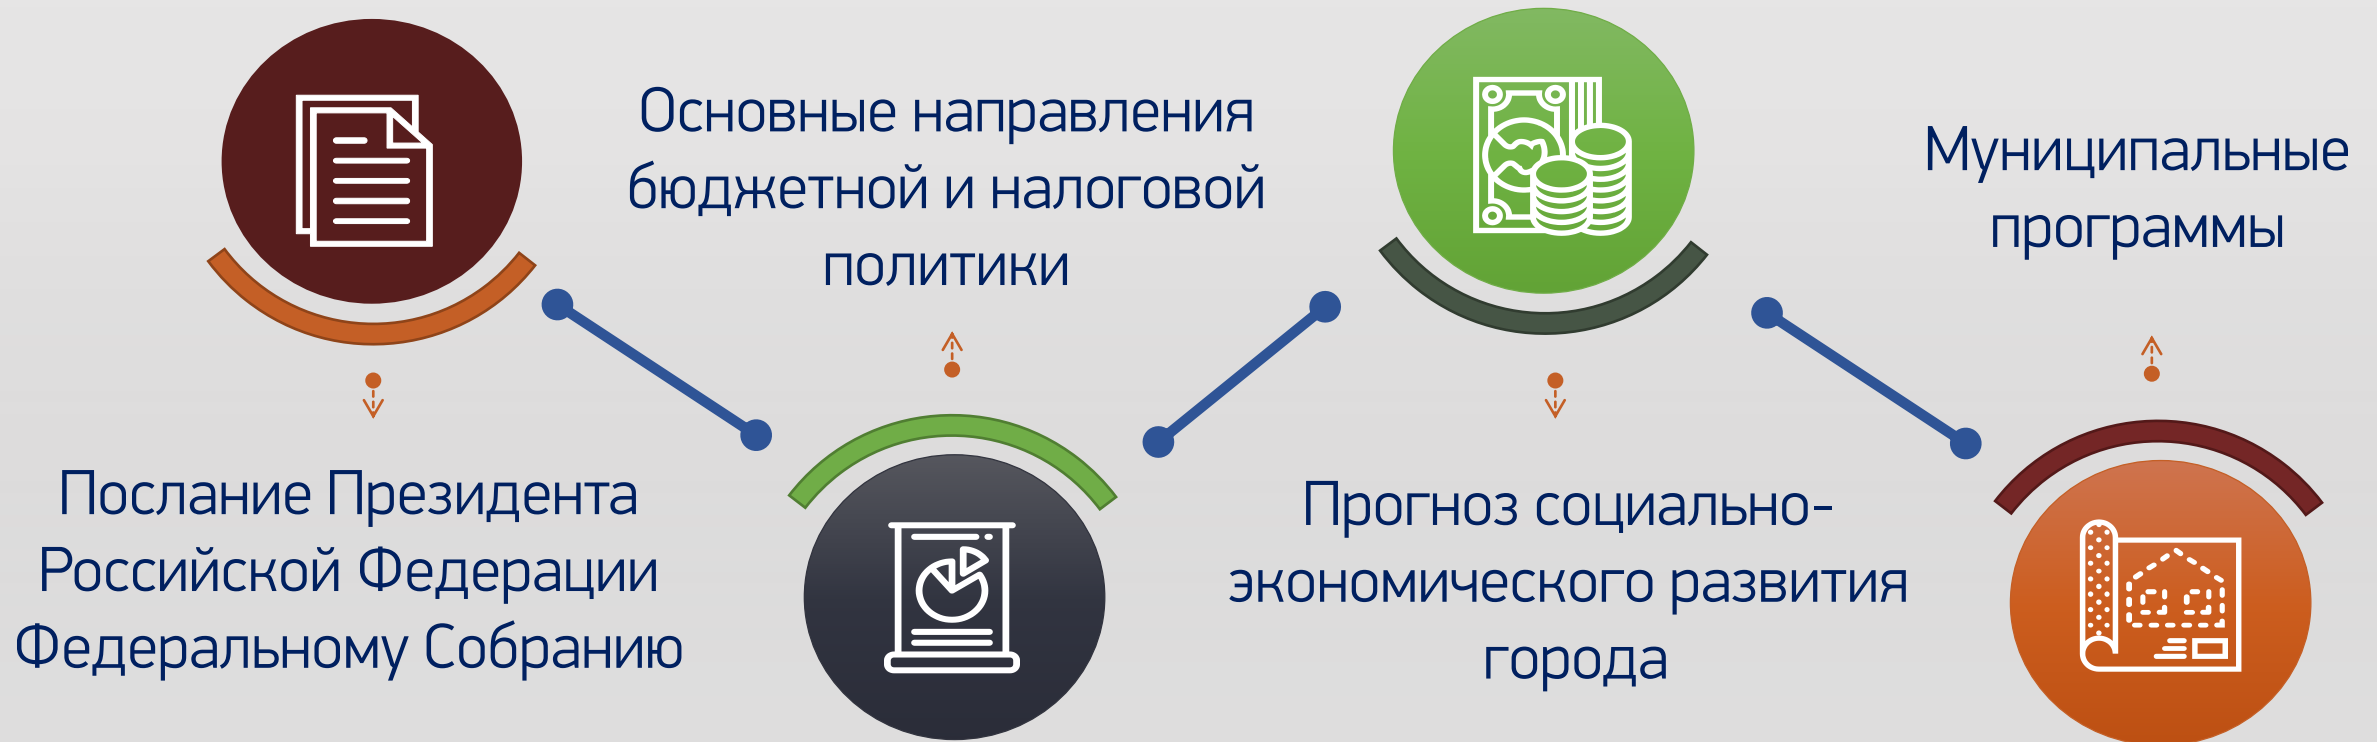 Послание Президента
Российской Федерации
Федеральному Собранию
Основные направления
бюджетной и налоговой
политики
Прогноз социально-
экономического развития
города
Муниципальные
программы